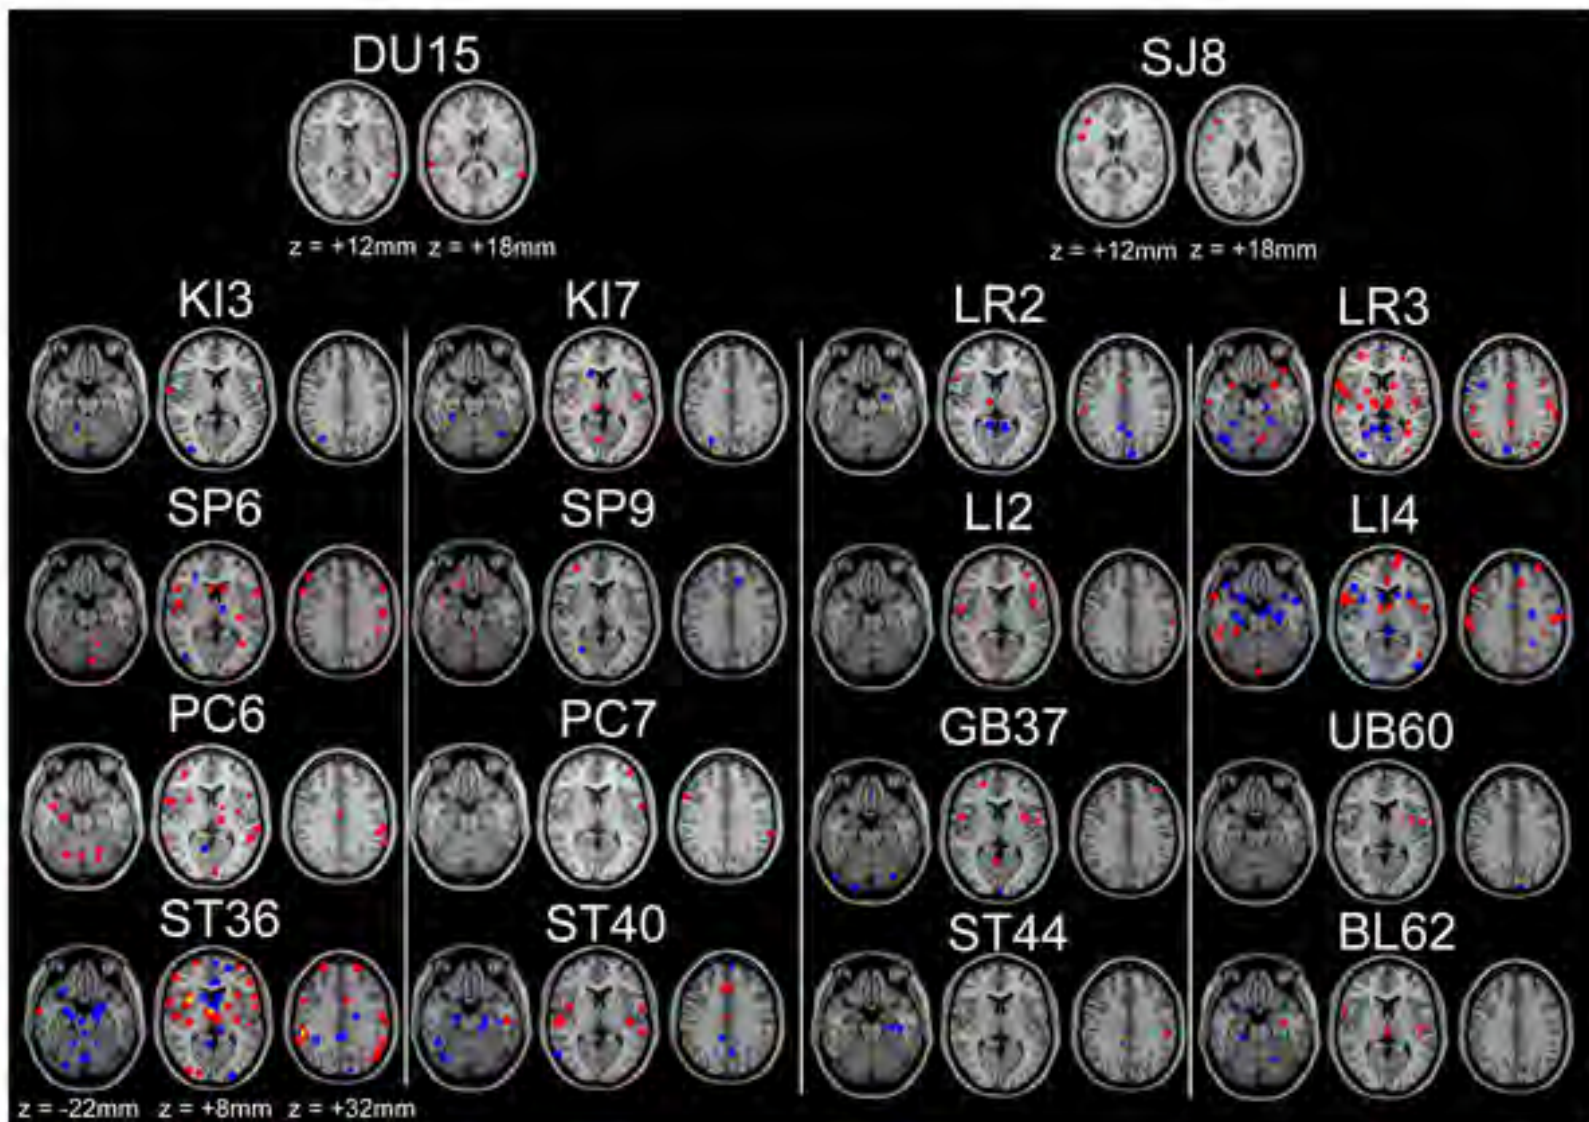 DU15 SJ8
z = +12mm z = +18mm z = +12mm z = +18mm
KI3 KI7 LR2 LR3
SP6 SP9 LI2 LI4
PC6 PC7 GB37 UB60
ST36 ST40 ST44 BL62
z = -22mm z = +8mm z = +32mm